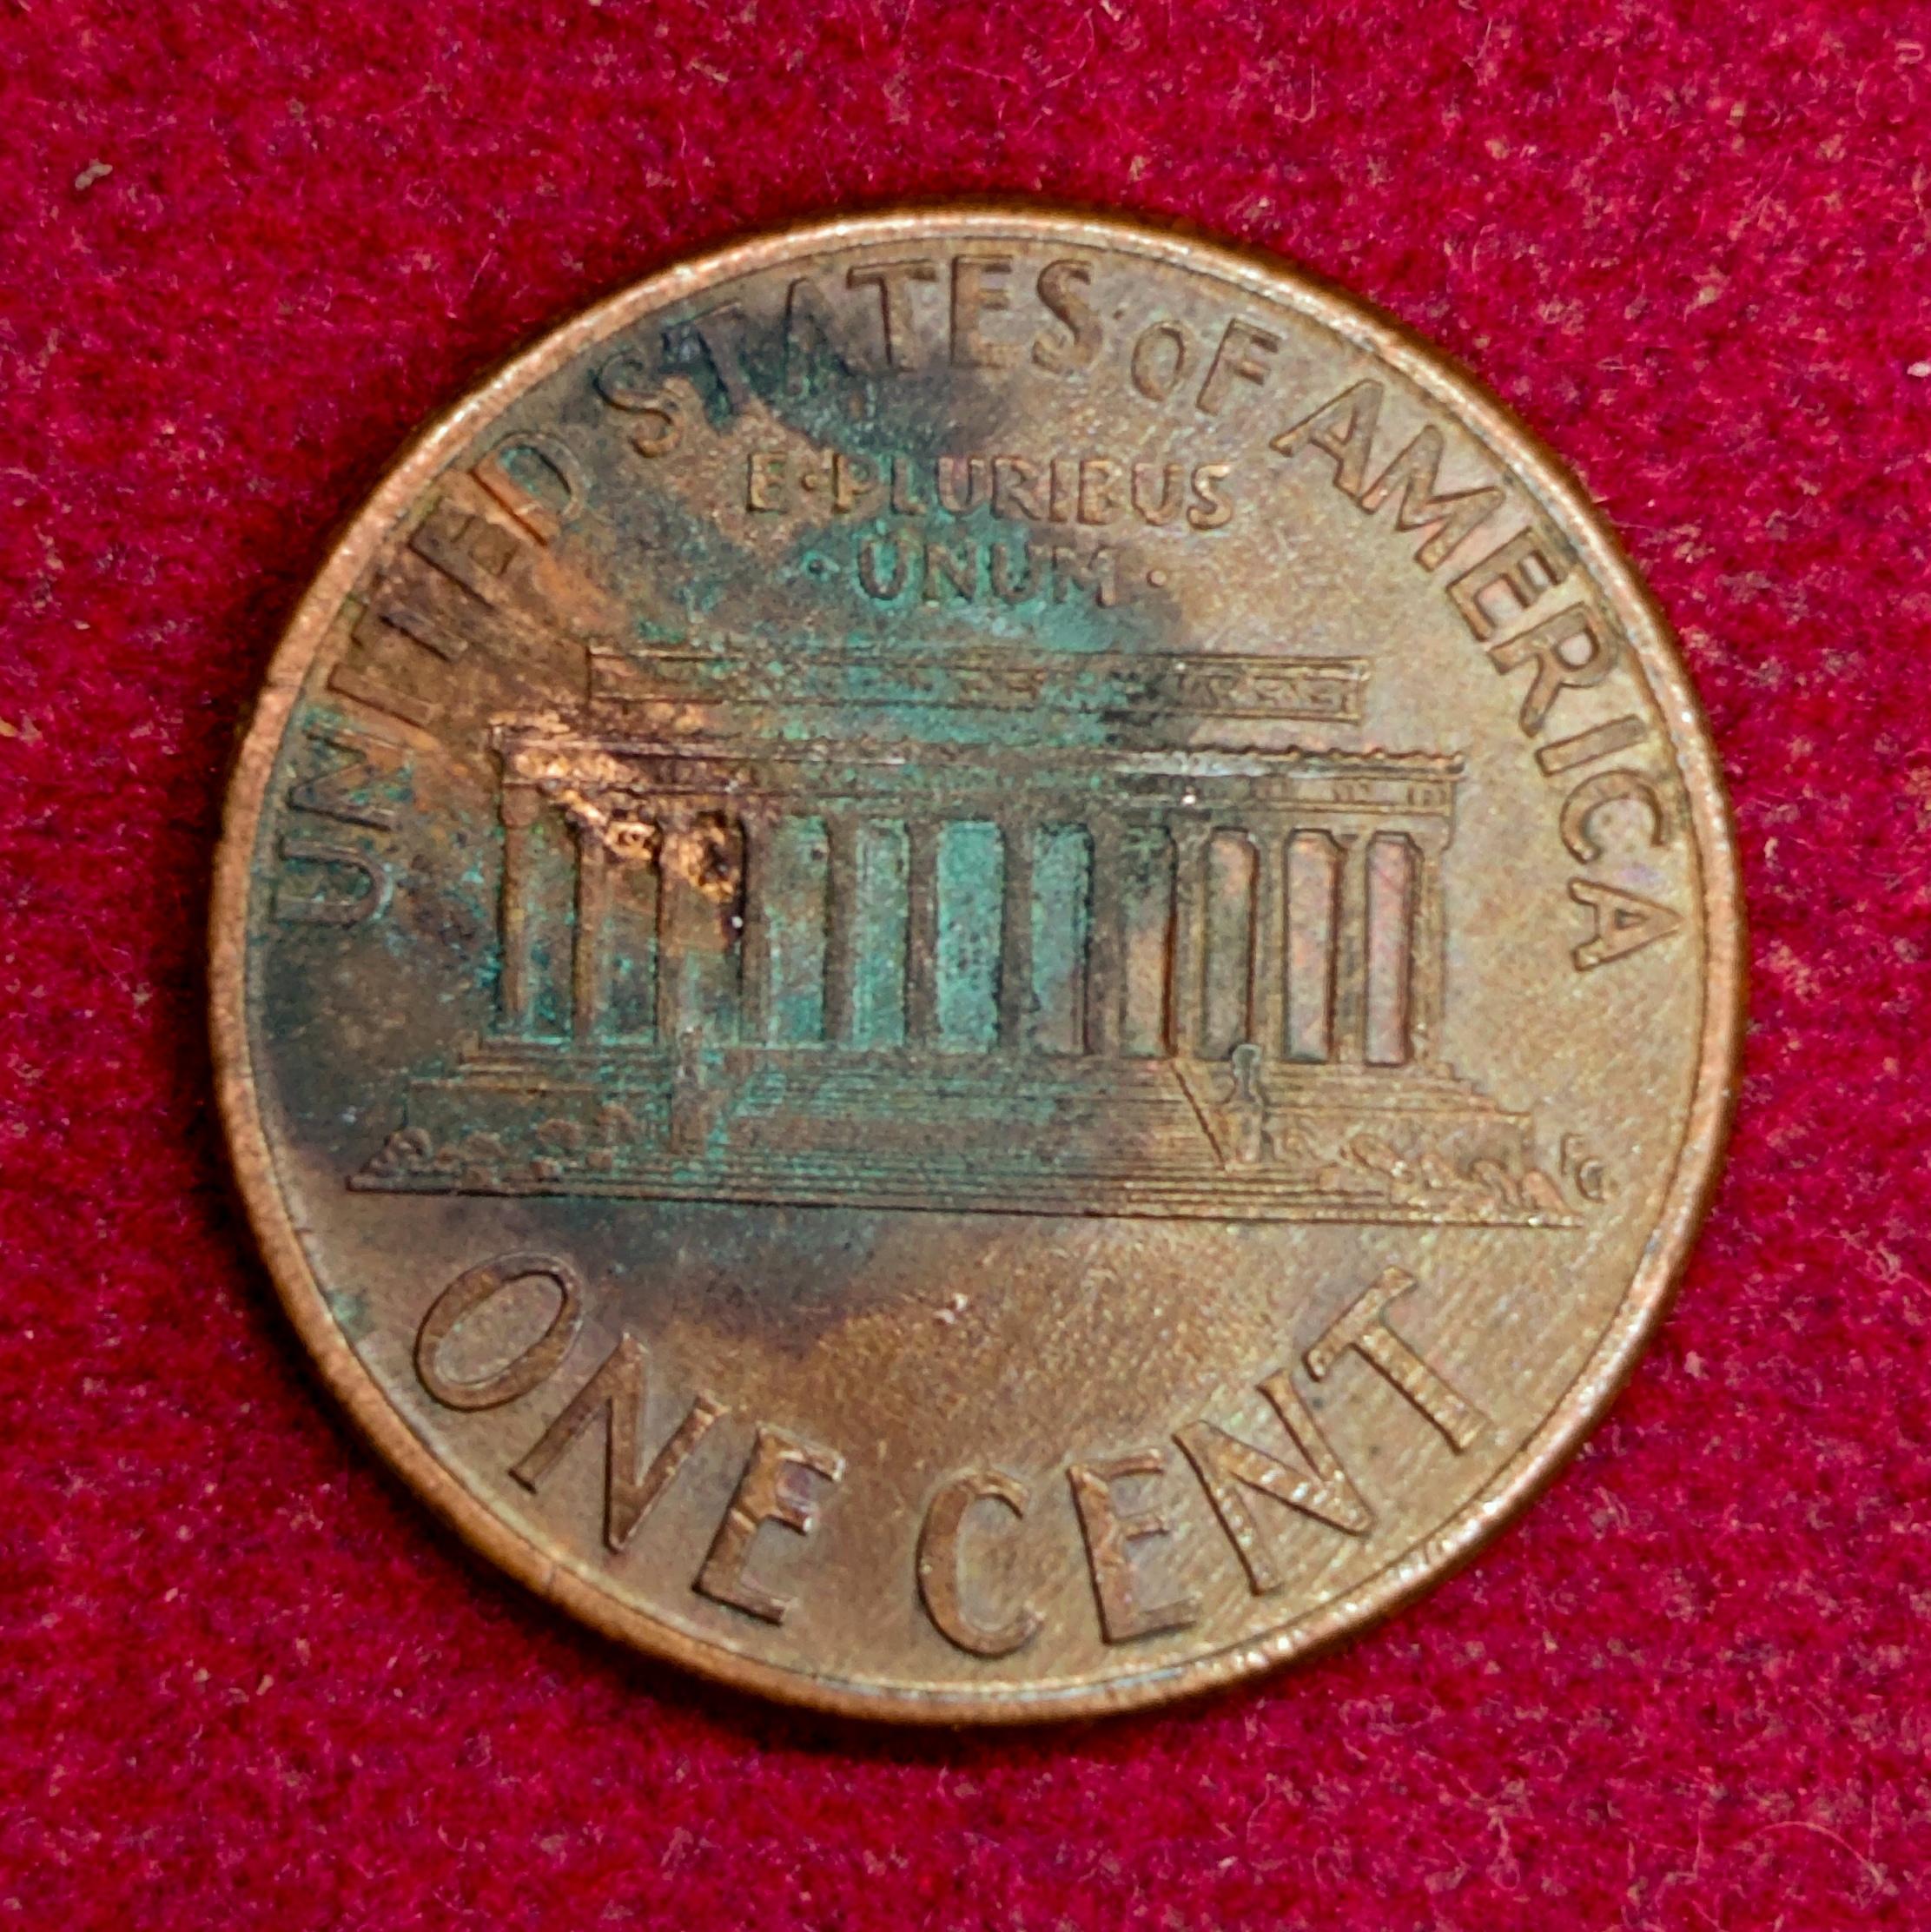 UNITED STATES OF AMERICA
E·PLURIBUS
·UNUM·
FG
ONE CENT